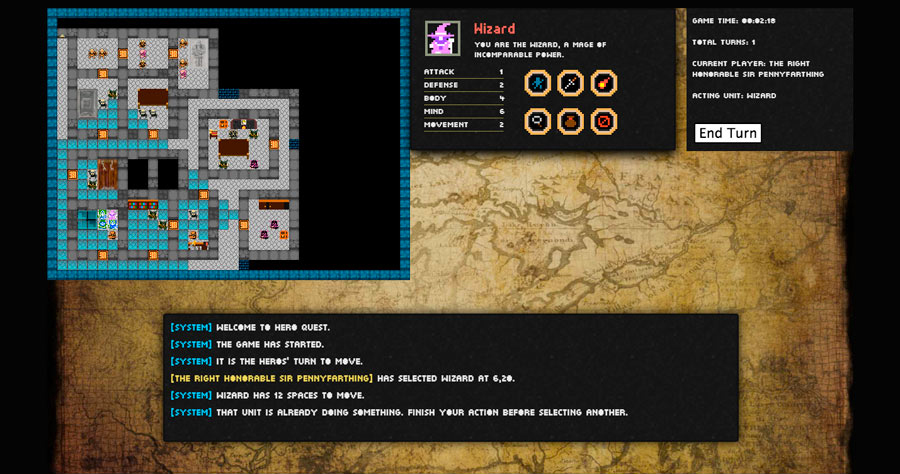 Wizard
YOU ARE THE WIZARD, A MAGE OF
INCOMPARABLE POWER.
ATTACK 1
DEFENSE 2
BODY 4
MIND 6
MOVEMENT 2
GAME TIME: 00:02:18
TOTAL TURNS: 1
CURRENT PLAYER: THE RIGHT
HONORABLE SIR PENNYFARTHING
ACTING UNIT: WIZARD
End Turn
[SYSTEM] WELCOME TO HERO QUEST.
[SYSTEM] THE GAME HAS STARTED.
[SYSTEM] IT IS THE HEROS' TURN TO MOVE.
[THE RIGHT HONORABLE SIR PENNYFARTHING] HAS SELECTED WIZARD AT 6,20.
[SYSTEM] WIZARD HAS 12 SPACES TO MOVE.
[SYSTEM] THAT UNIT IS ALREADY DOING SOMETHING. FINISH YOUR ACTION BEFORE SELECTING ANOTHER.